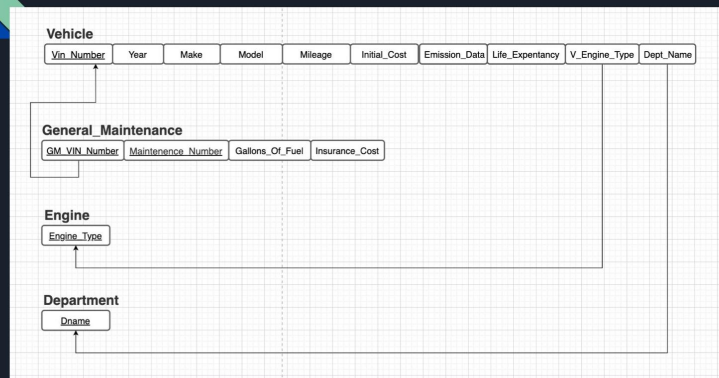 Vehicle
Vin_Number Year Make Model Mileage Initial_Cost Emission_Data Life_Expentancy V_Engine_Type Dept_Name
General_Maintenance
GM_VIN_Number Maintenence_Number Gallons_Of_Fuel Insurance_Cost
Engine
Engine_Type
Department
Dname